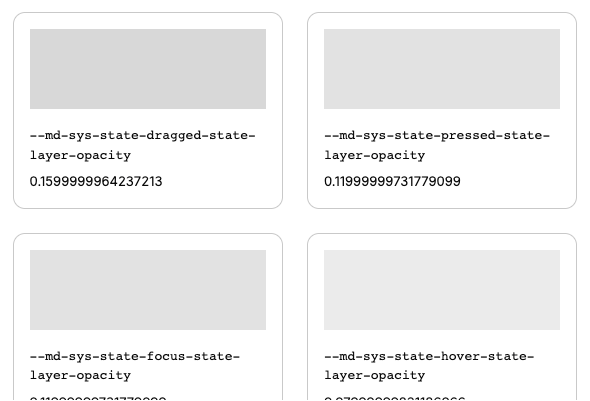 --md-sys-state-dragged-state-
layer-opacity
0.1599999964237213
--md-sys-state-pressed-state-
layer-opacity
0.11999999731779099
--md-sys-state-focus-state-
layer-opacity
--md-sys-state-hover-state-
layer-opacity